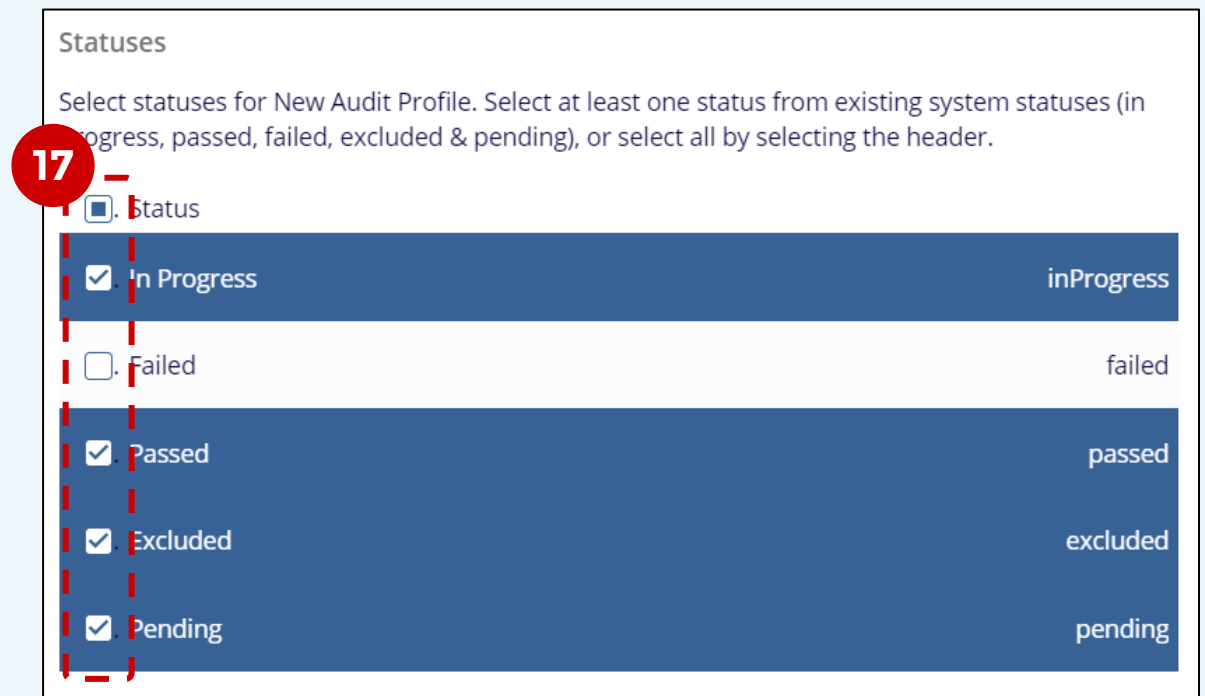 Statuses
Select statuses for New Audit Profile. Select at least one status from existing system statuses (in
rogress, passed, failed, excluded & pending), or select all by selecting the header.
17
. Status
. In Progress inProgress
. Failed failed
. Passed passed
. Excluded excluded
. Pending pending